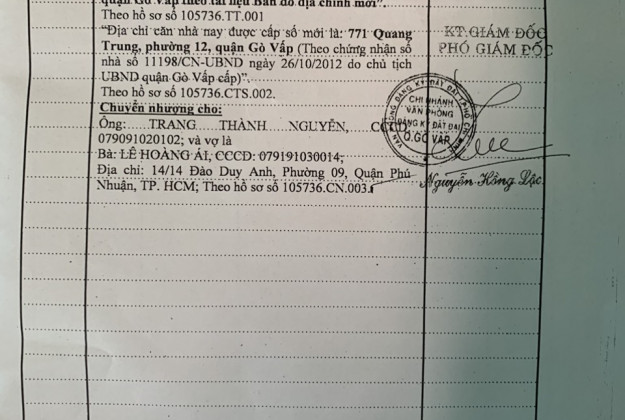 quận Gò Vấp theo tài liệu Bản đồ địa chính mới".
Theo hồ sơ số 105736.TT.001
"Địa chỉ căn nhà nay được cấp số mới là: 771 Quang
Trung, phường 12, quận Gò Vấp (Theo chứng nhận số
nhà số 11198/CN-UBND ngày 26/10/2012 do chủ tịch
UBND quận Gò Vấp cấp)".
Theo hồ sơ số 105736.CTS.002.
Chuyển nhượng cho:
Ông: TRANG THÀNH NGUYÊN, CCCD
079091020102; và vợ là
Bà: LÊ HOÀNG ÁI, CCCD: 079191030014;
Địa chỉ: 14/14 Đào Duy Anh, Phường 09, Quận Phú
Nhuận, TP. HCM; Theo hồ sơ số 105736.CN.003.
KT.GIÁM ĐỐC
PHÓ GIÁM ĐỐC
CHI NHÁNH
VĂN PHÒNG
ĐĂNG KÝ ĐẤT ĐAI
Q.GÒ VẤP
Nguyễn Hồng Lộc